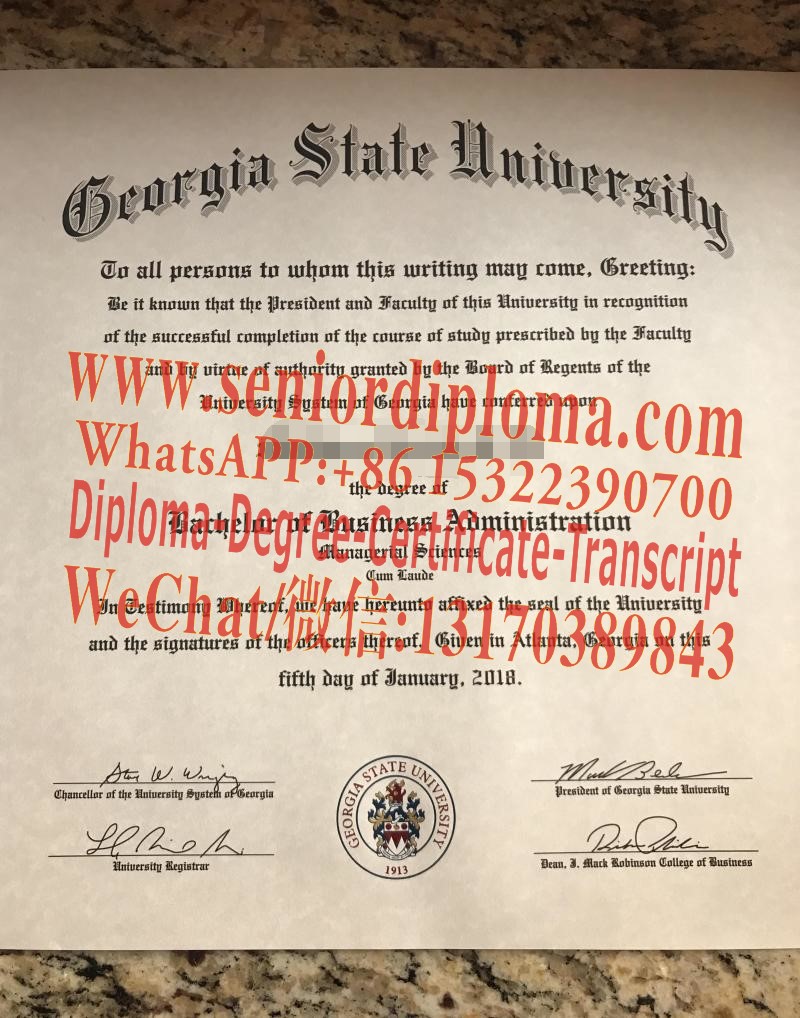 Georgia State University
To all persons to whom this writing may come, Greeting:
Be it known that the President and Faculty of this University in recognition
of the successful completion of the course of study prescribed by the Faculty
and by virtue of authority granted by the Board of Regents of the
www.seniordiploma.com
University System of Georgia have conferred upon
WhatsAPP:+86 15322390700
the degree of
Diploma-Degree-Certificate-Transcript
Bachelor of Business Administration
Managerial Sciences
Cum Laude
WeChat/微信:13170389843
In Testimony Whereof, we have hereunto affixed the seal of the University
and the signatures of the officers thereof. Given in Atlanta, Georgia on this
fifth day of January, 2018.
Chancellor of the University System of Georgia
President of Georgia State University
GEORGIA STATE UNIVERSITY
1913
University Registrar
Dean, J. Mack Robinson College of Business